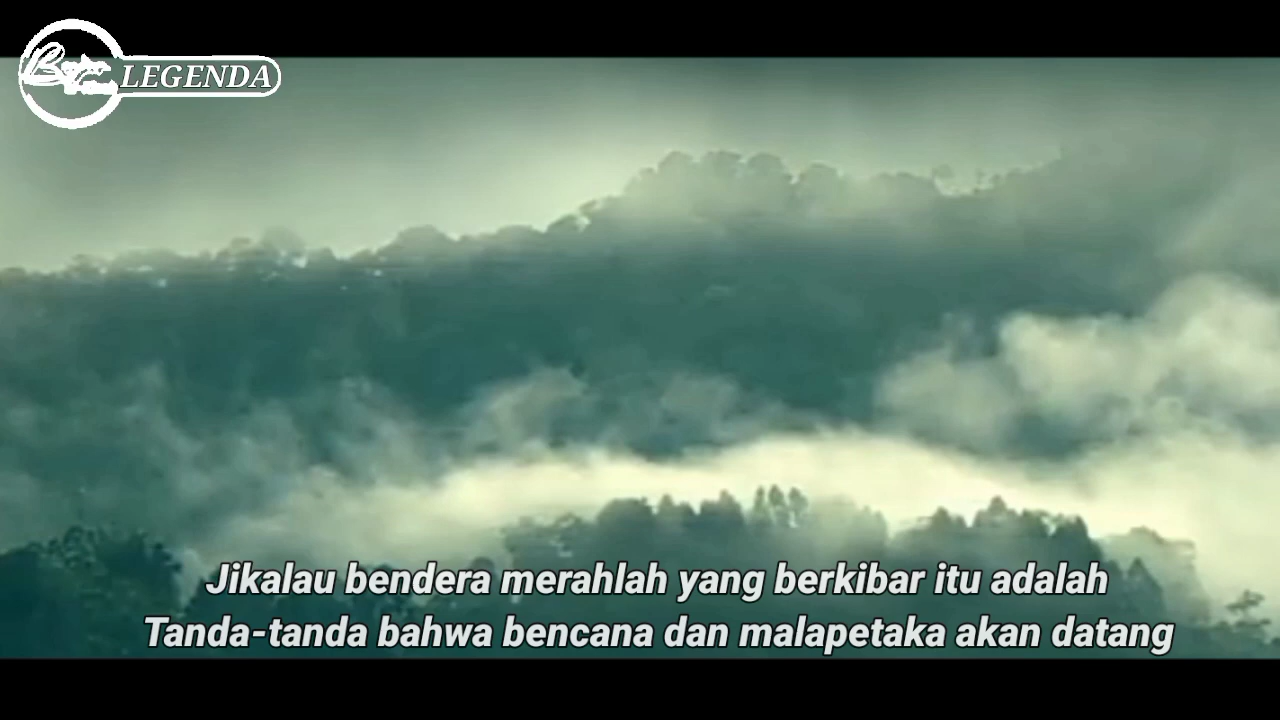 LEGENDA
Jikalau bendera merahlah yang berkibar itu adalah
Tanda-tanda bahwa bencana dan malapetaka akan datang